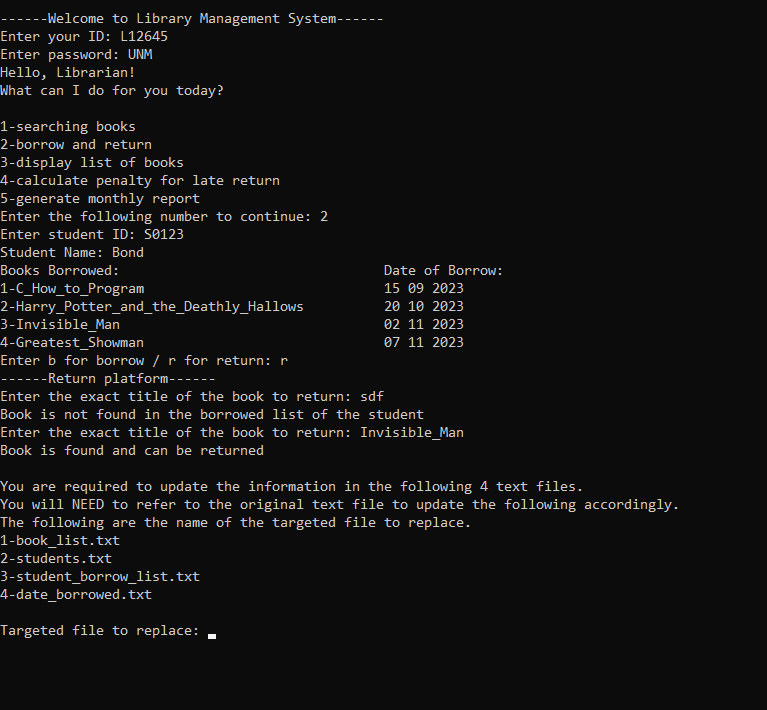 ------Welcome to Library Management System------
Enter your ID: L12645
Enter password: UNM
Hello, Librarian!
What can I do for you today?
1-searching books
2-borrow and return
3-display list of books
4-calculate penalty for late return
5-generate monthly report
Enter the following number to continue: 2
Enter student ID: S0123
Student Name: Bond
Books Borrowed: Date of Borrow:
1-C_How_to_Program 15 09 2023
2-Harry_Potter_and_the_Deathly_Hallows 20 10 2023
3-Invisible_Man 02 11 2023
4-Greatest_Showman 07 11 2023
Enter b for borrow / r for return: r
------Return platform------
Enter the exact title of the book to return: sdf
Book is not found in the borrowed list of the student
Enter the exact title of the book to return: Invisible_Man
Book is found and can be returned
You are required to update the information in the following 4 text files.
You will NEED to refer to the original text file to update the following accordingly.
The following are the name of the targeted file to replace.
1-book_list.txt
2-students.txt
3-student_borrow_list.txt
4-date_borrowed.txt
Targeted file to replace: